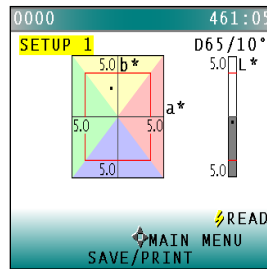 0000 461:05
SETUP 1 D65/10°
5.0 b* 5.0 L*
a*
5.0 5.0
5.0 5.0
READ
MAIN MENU
SAVE/PRINT